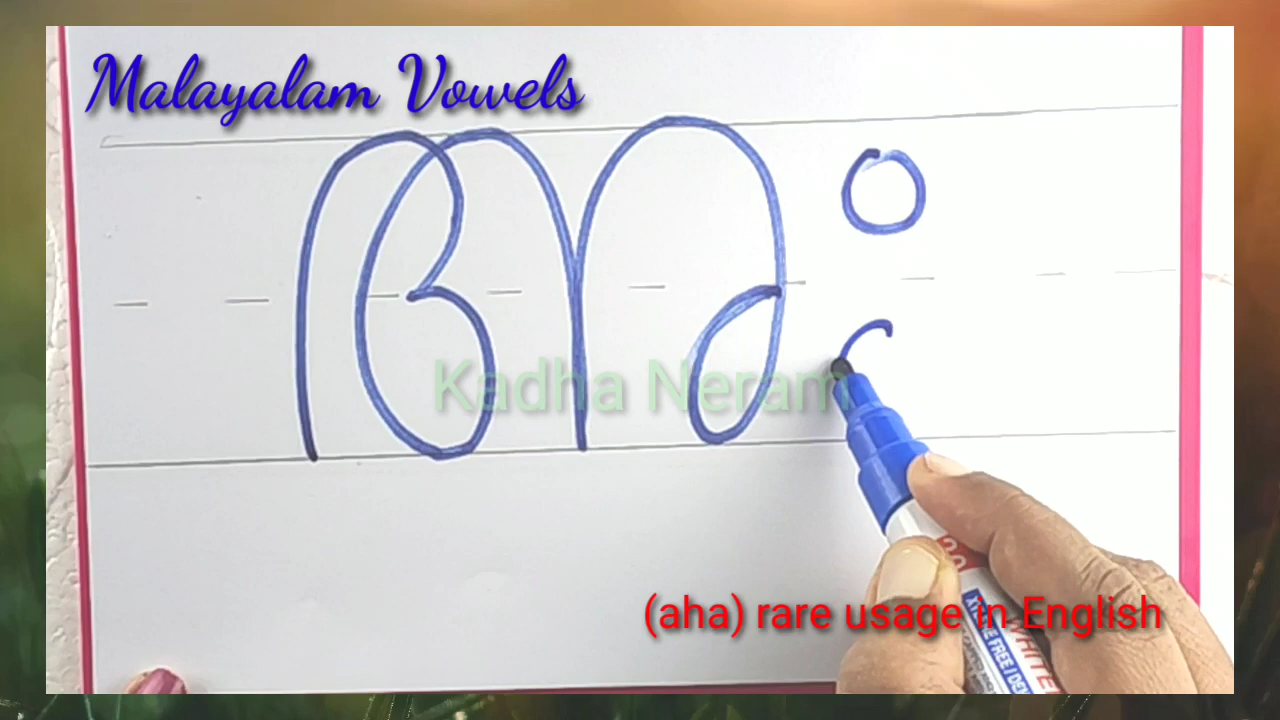 Malayalam Vowels
അഃ
Kadha Neram
(aha) rare usage in English